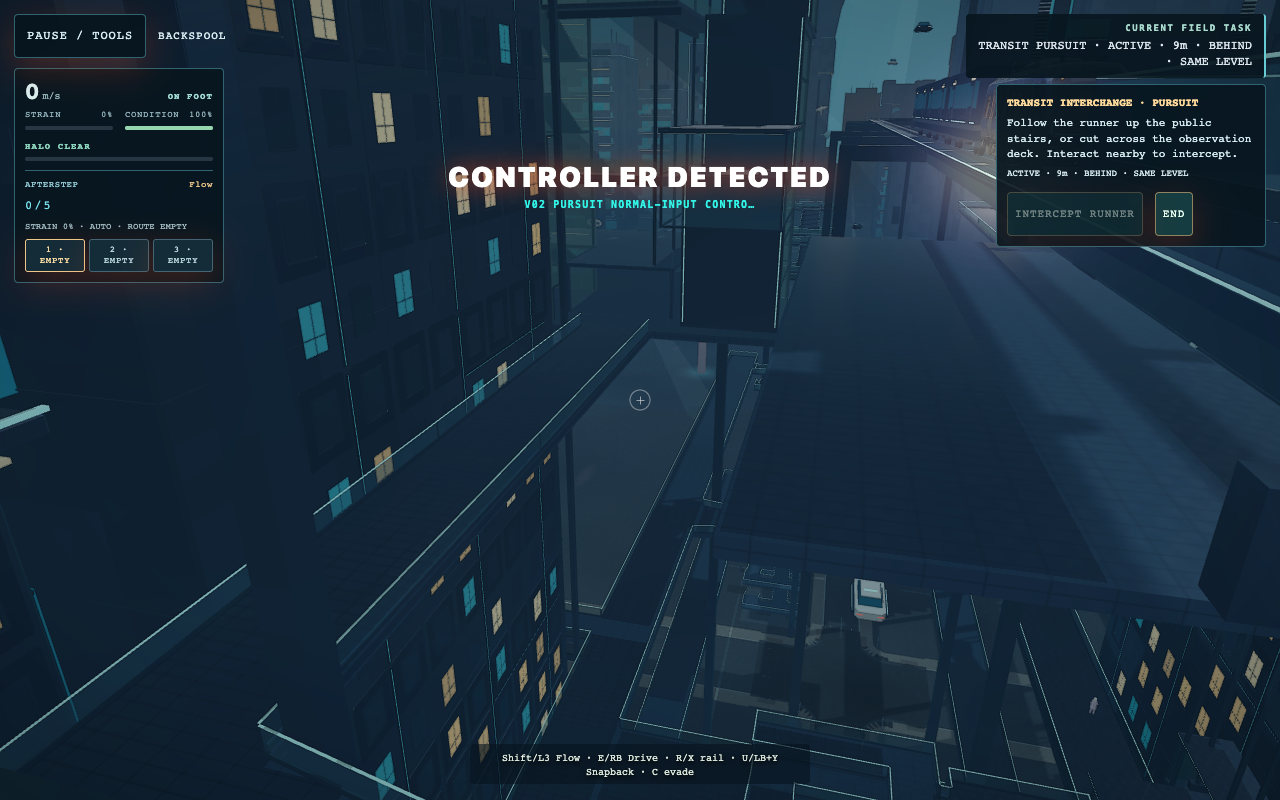 PAUSE / TOOLS
BACKSPOOL
0 m/s
ON FOOT
STRAIN 0%
CONDITION 100%
HALO CLEAR
AFTERSTEP
Flow
0/5
STRAIN 0% · AUTO · ROUTE EMPTY
1 · EMPTY
2 · EMPTY
3 · EMPTY
CONTROLLER DETECTED
V02 PURSUIT NORMAL-INPUT CONTRO…
CURRENT FIELD TASK
TRANSIT PURSUIT · ACTIVE · 9m · BEHIND
· SAME LEVEL
TRANSIT INTERCHANGE · PURSUIT
Follow the runner up the public
stairs, or cut across the observation
deck. Interact nearby to intercept.
ACTIVE · 9m · BEHIND · SAME LEVEL
INTERCEPT RUNNER
END
Shift/L3 Flow · E/RB Drive · R/X rail · U/LB+Y
Snapback · C evade